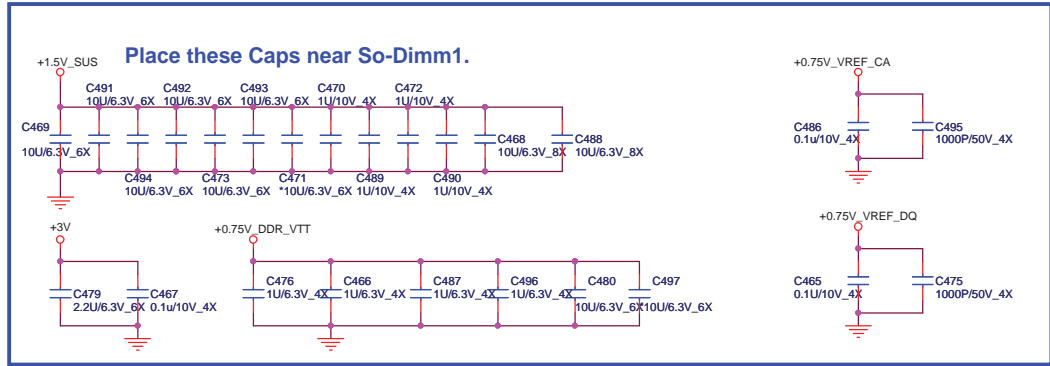 Place these Caps near So-Dimm1.
+1.5V_SUS
C491
10U/6.3V_6X
C492
10U/6.3V_6X
C493
10U/6.3V_6X
C470
1U/10V_4X
C472
1U/10V_4X
C469
10U/6.3V_6X
C468
10U/6.3V_8X
C488
10U/6.3V_8X
C494
10U/6.3V_6X
C473
10U/6.3V_6X
C471
*10U/6.3V_6X
C489
1U/10V_4X
C490
1U/10V_4X
+0.75V_VREF_CA
C486
0.1u/10V_4X
C495
1000P/50V_4X
+3V
C479
2.2U/6.3V_6X
C467
0.1u/10V_4X
+0.75V_DDR_VTT
C476
1U/6.3V_4X
C466
1U/6.3V_4X
C487
1U/6.3V_4X
C496
1U/6.3V_4X
C480
10U/6.3V_6X
C497
*10U/6.3V_6X
+0.75V_VREF_DQ
C465
0.1U/10V_4X
C475
1000P/50V_4X